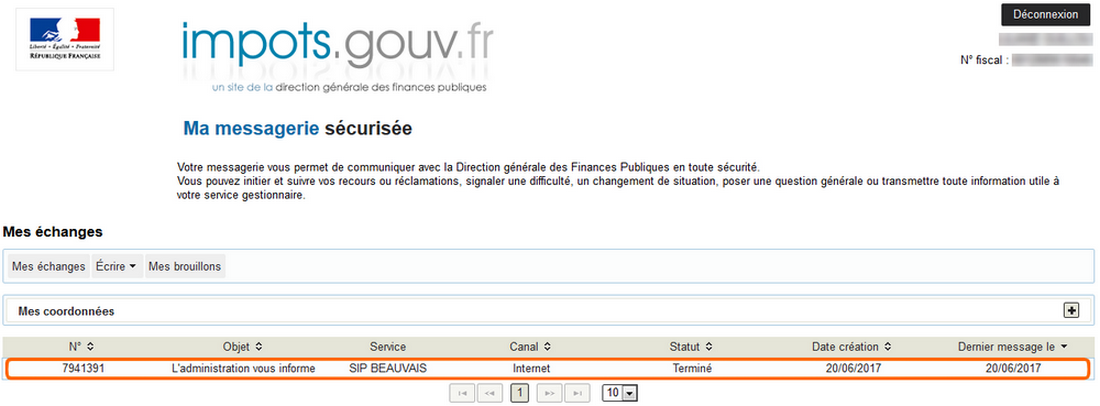 Déconnexion
Liberté • Égalité • Fraternité
RÉPUBLIQUE FRANÇAISE
impots.gouv.fr
N° fiscal :
un site de la direction générale des finances publiques
Ma messagerie sécurisée
Votre messagerie vous permet de communiquer avec la Direction générale des Finances Publiques en toute sécurité.
Vous pouvez initier et suivre vos recours ou réclamations, signaler une difficulté, un changement de situation, poser une question générale ou transmettre toute information utile à
votre service gestionnaire.
Mes échanges
Mes échanges Écrire Mes brouillons
Mes coordonnées
N° Objet Service Canal Statut Date création Dernier message le
7941391 L'administration vous informe SIP BEAUVAIS Internet Terminé 20/06/2017 20/06/2017
1 10